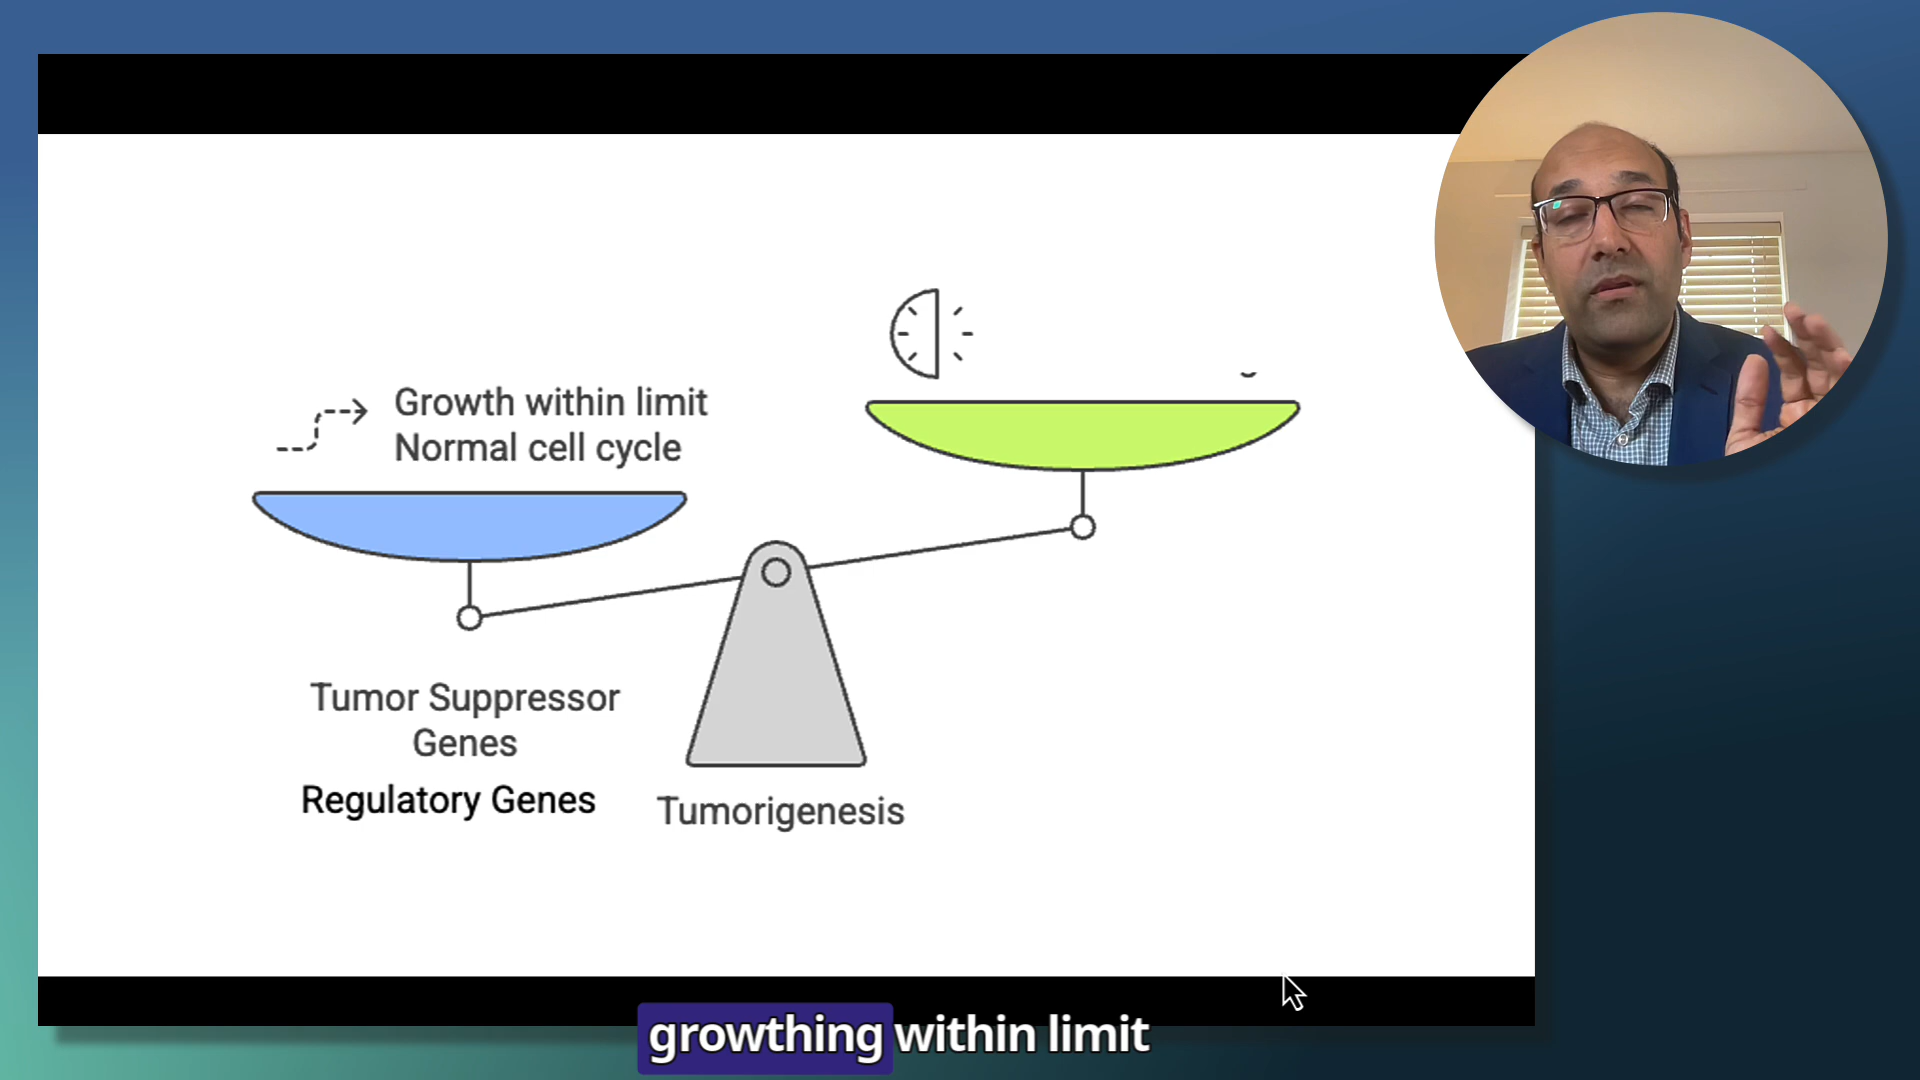 Growth within limit
Normal cell cycle
Tumor Suppressor
Genes
Regulatory Genes
Tumorigenesis
growthing within limit